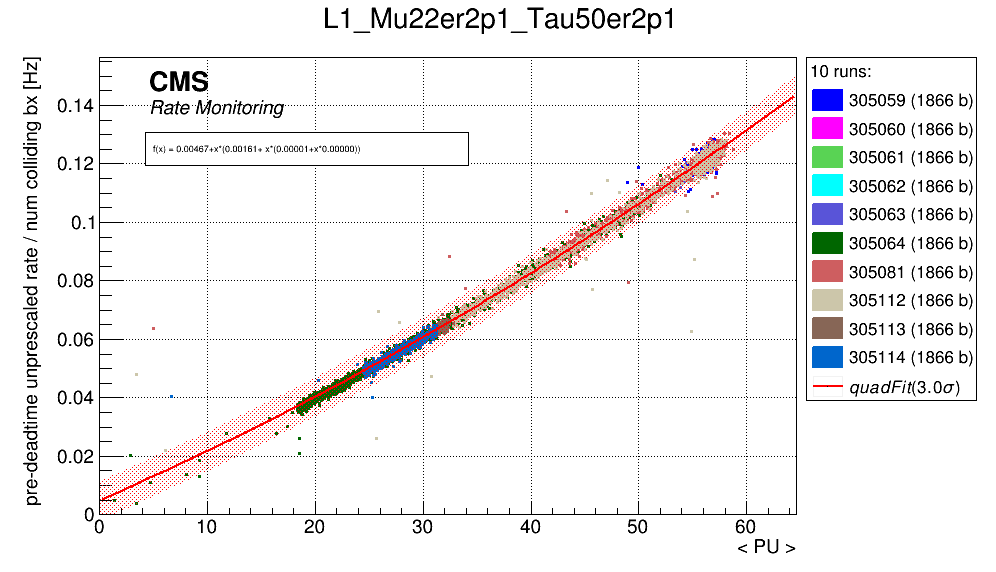 L1_Mu22er2p1_Tau50er2p1
pre-deadtime unprescaled rate / num colliding bx [Hz]
CMS
Rate Monitoring
f(x) = 0.00467+x*(0.00161+ x*(0.00001+x*0.00000))
0.14
0.12
0.1
0.08
0.06
0.04
0.02
0
0 10 20 30 40 50 60
< PU >
10 runs:
305059 (1866 b)
305060 (1866 b)
305061 (1866 b)
305062 (1866 b)
305063 (1866 b)
305064 (1866 b)
305081 (1866 b)
305112 (1866 b)
305113 (1866 b)
305114 (1866 b)
quadFit(3.0σ)